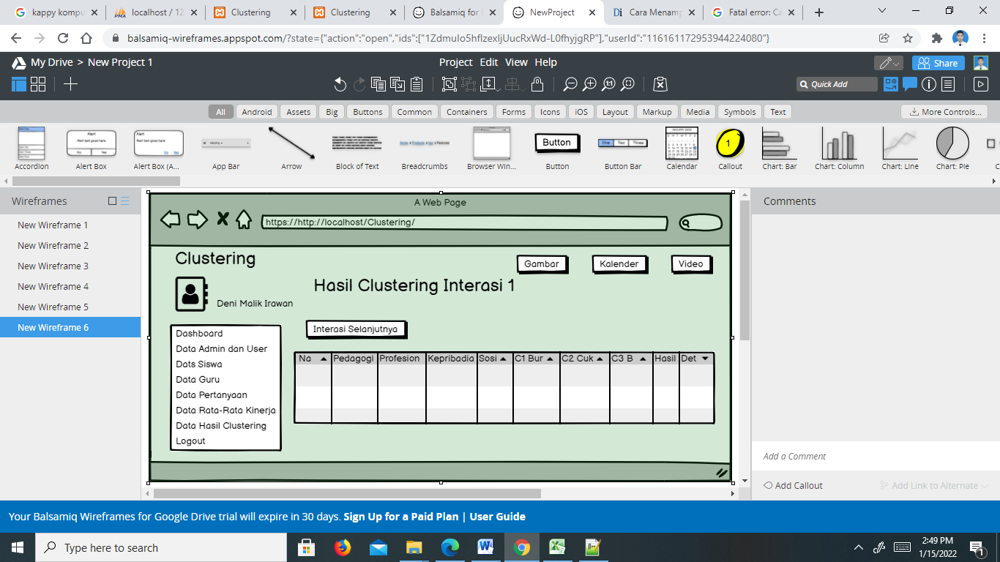 kappy kompu
localhost / 12
Clustering
Clustering
Balsamiq for
NewProject
Cara Menamp
Fatal error: Ca
balsamiq-wireframes.appspot.com/?state={"action":"open","ids":["1ZdmuIo5hfIzexIjUucRxWd-L0fhyjgRP"],"userId":"116161172953944224080"}
My Drive > New Project 1
Project Edit View Help
Share
Quick Add
All Android Assets Big Buttons Common Containers Forms Icons iOS Layout Markup Media Symbols Text
More Controls...
Button
One Two Three
1
Accordion Alert Box Alert Box (A... App Bar Arrow Block of Text Breadcrumbs Browser Win... Button Button Bar Calendar Callout Chart: Bar Chart: Column Chart: Line Chart: Pie
Wireframes
New Wireframe 1
New Wireframe 2
New Wireframe 3
New Wireframe 4
New Wireframe 5
New Wireframe 6
A Web Page
https://http://localhost/Clustering/
Clustering
Gambar Kalender Video
Hasil Clustering Interasi 1
Deni Malik Irawan
Interasi Selanjutnya
Dashboard
Data Admin dan User
Dats Siswa
Data Guru
Data Pertanyaan
Data Rata-Rata Kinerja
Data Hasil Clustering
Logout
Na Pedagogi Profesion Kepribadia Sosi C1 Bur C2 Cuk C3 B Hasil Det
Comments
Add a Comment
Add Callout
Add Link to Alternate
Your Balsamiq Wireframes for Google Drive trial will expire in 30 days. Sign Up for a Paid Plan | User Guide
Type here to search
2:49 PM
1/15/2022
1